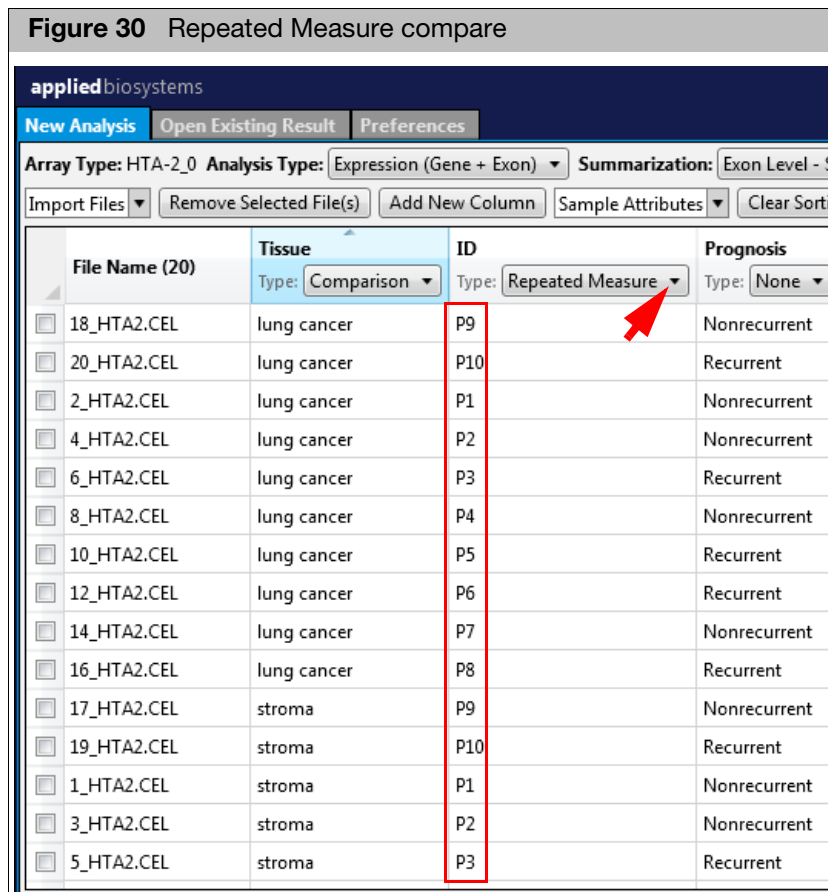 Figure 30 Repeated Measure compare
appliedbiosystems
New Analysis Open Existing Result Preferences
Array Type: HTA-2_0 Analysis Type: Expression (Gene + Exon) Summarization: Exon Level -
Import Files Remove Selected File(s) Add New Column Sample Attributes Clear Sorti
File Name (20) Tissue ID Prognosis
Type: Comparison Type: Repeated Measure Type: None
18_HTA2.CEL lung cancer P9 Nonrecurrent
20_HTA2.CEL lung cancer P10 Recurrent
2_HTA2.CEL lung cancer P1 Nonrecurrent
4_HTA2.CEL lung cancer P2 Nonrecurrent
6_HTA2.CEL lung cancer P3 Recurrent
8_HTA2.CEL lung cancer P4 Nonrecurrent
10_HTA2.CEL lung cancer P5 Recurrent
12_HTA2.CEL lung cancer P6 Recurrent
14_HTA2.CEL lung cancer P7 Nonrecurrent
16_HTA2.CEL lung cancer P8 Recurrent
17_HTA2.CEL stroma P9 Nonrecurrent
19_HTA2.CEL stroma P10 Recurrent
1_HTA2.CEL stroma P1 Nonrecurrent
3_HTA2.CEL stroma P2 Nonrecurrent
5_HTA2.CEL stroma P3 Recurrent